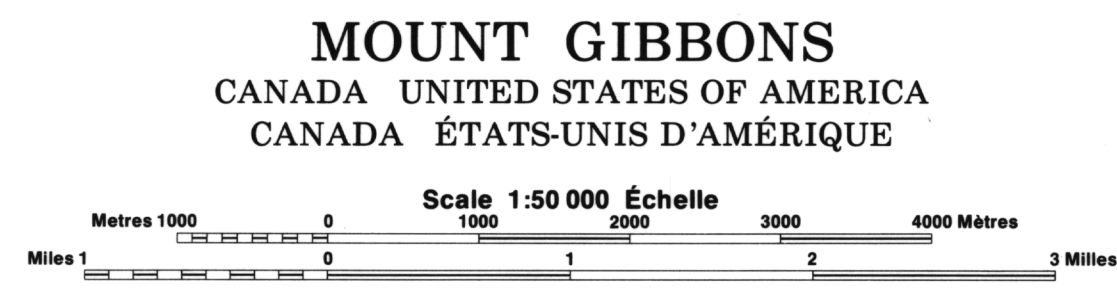 MOUNT GIBBONS
CANADA UNITED STATES OF AMERICA
CANADA ÉTATS-UNIS D'AMÉRIQUE
Scale 1:50 000 Échelle
Metres 1000 0 1000 2000 3000 4000 Mètres
Miles 1 0 1 2 3 Milles